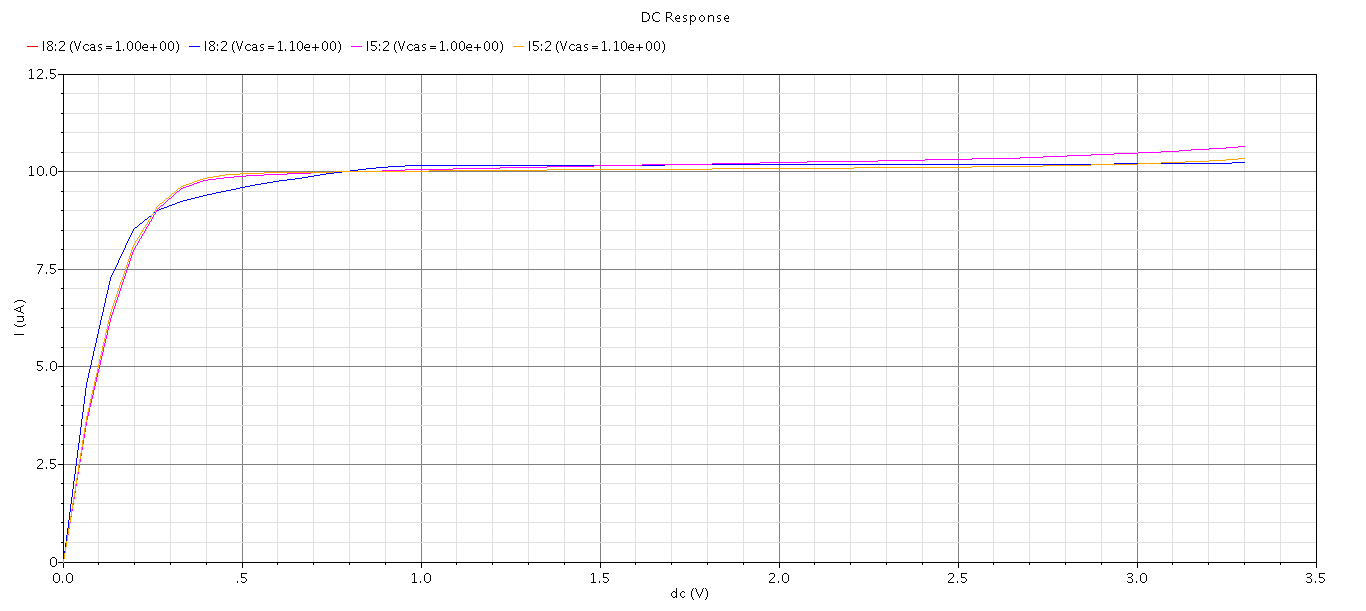 DC Response
I8:2 (Vcas=1.00e+00) I8:2 (Vcas=1.10e+00) I5:2 (Vcas=1.00e+00) I5:2 (Vcas=1.10e+00)
12.5
10.0
7.5
5.0
2.5
0
I (uA)
0.0 .5 1.0 1.5 2.0 2.5 3.0 3.5
dc (V)